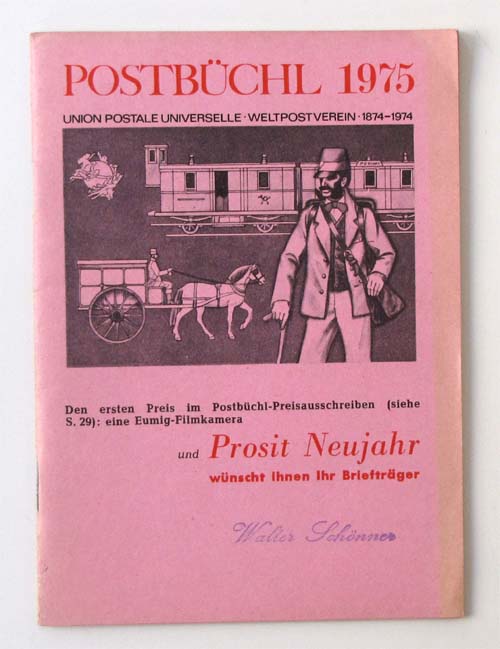 POSTBÜCHL 1975
UNION POSTALE UNIVERSELLE · WELTPOSTVEREIN · 1874–1974
Den ersten Preis im Postbüchl-Preisausschreiben (siehe
S. 29): eine Eumig-Filmkamera
und Prosit Neujahr
wünscht Ihnen Ihr Briefträger
Walter Schönner